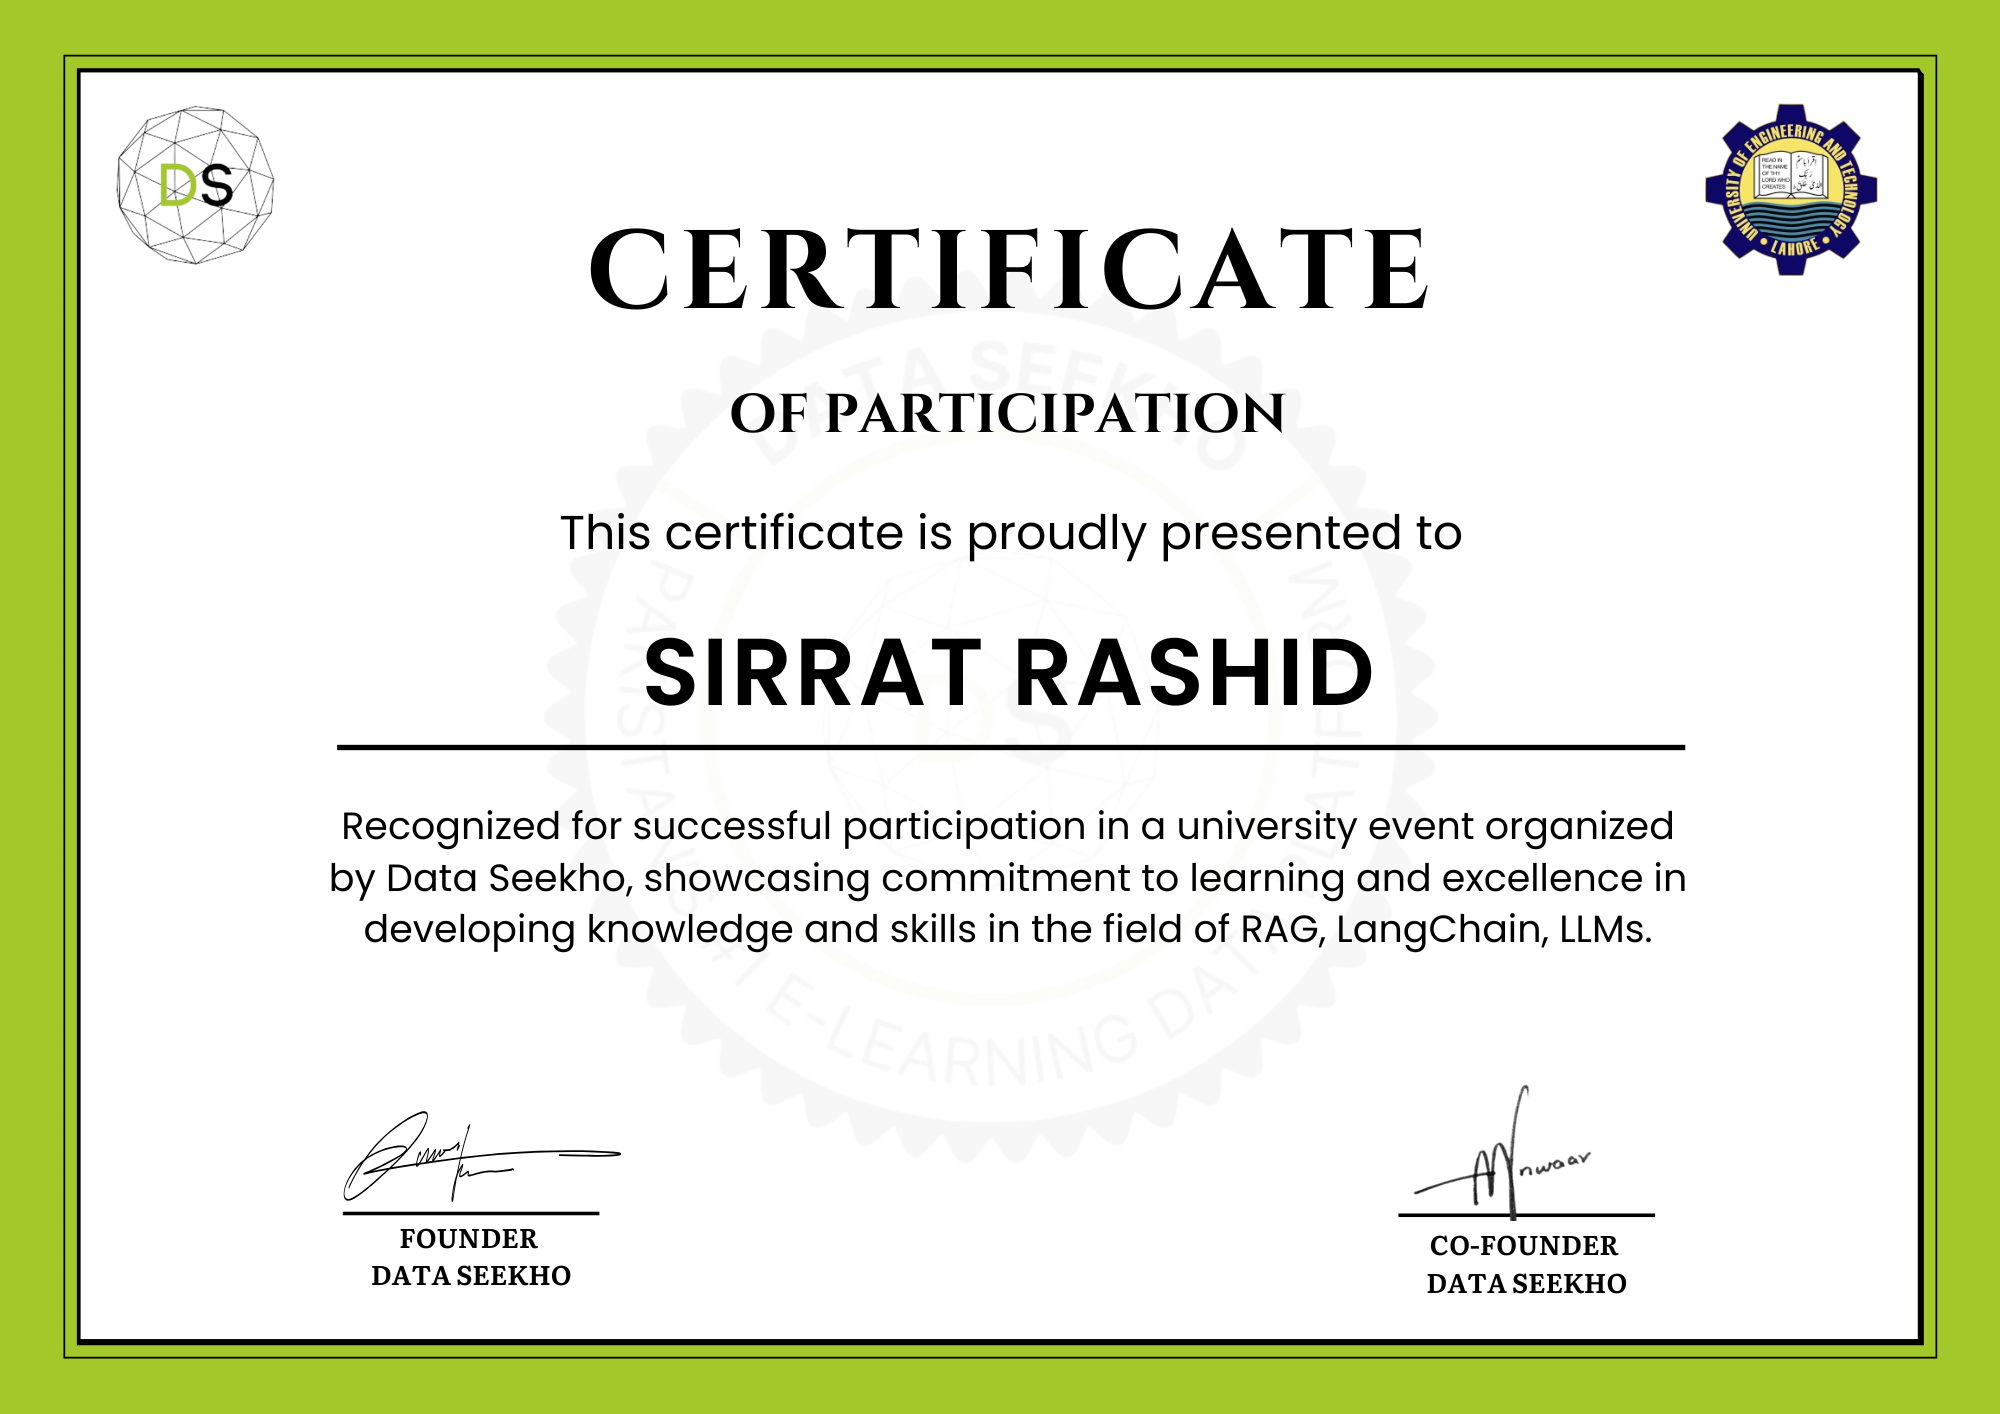 DS
UNIVERSITY OF ENGINEERING AND TECHNOLOGY
LAHORE
READ IN
THE NAME
OF THY
LORD WHO
CREATES
CERTIFICATE
OF PARTICIPATION
This certificate is proudly presented to
SIRRAT RASHID
Recognized for successful participation in a university event organized
by Data Seekho, showcasing commitment to learning and excellence in
developing knowledge and skills in the field of RAG, LangChain, LLMs.
DATA SEEKHO
PAKISTAN'S #1 E-LEARNING DATA PLATFORM
DS
nwaar
FOUNDER
DATA SEEKHO
CO-FOUNDER
DATA SEEKHO